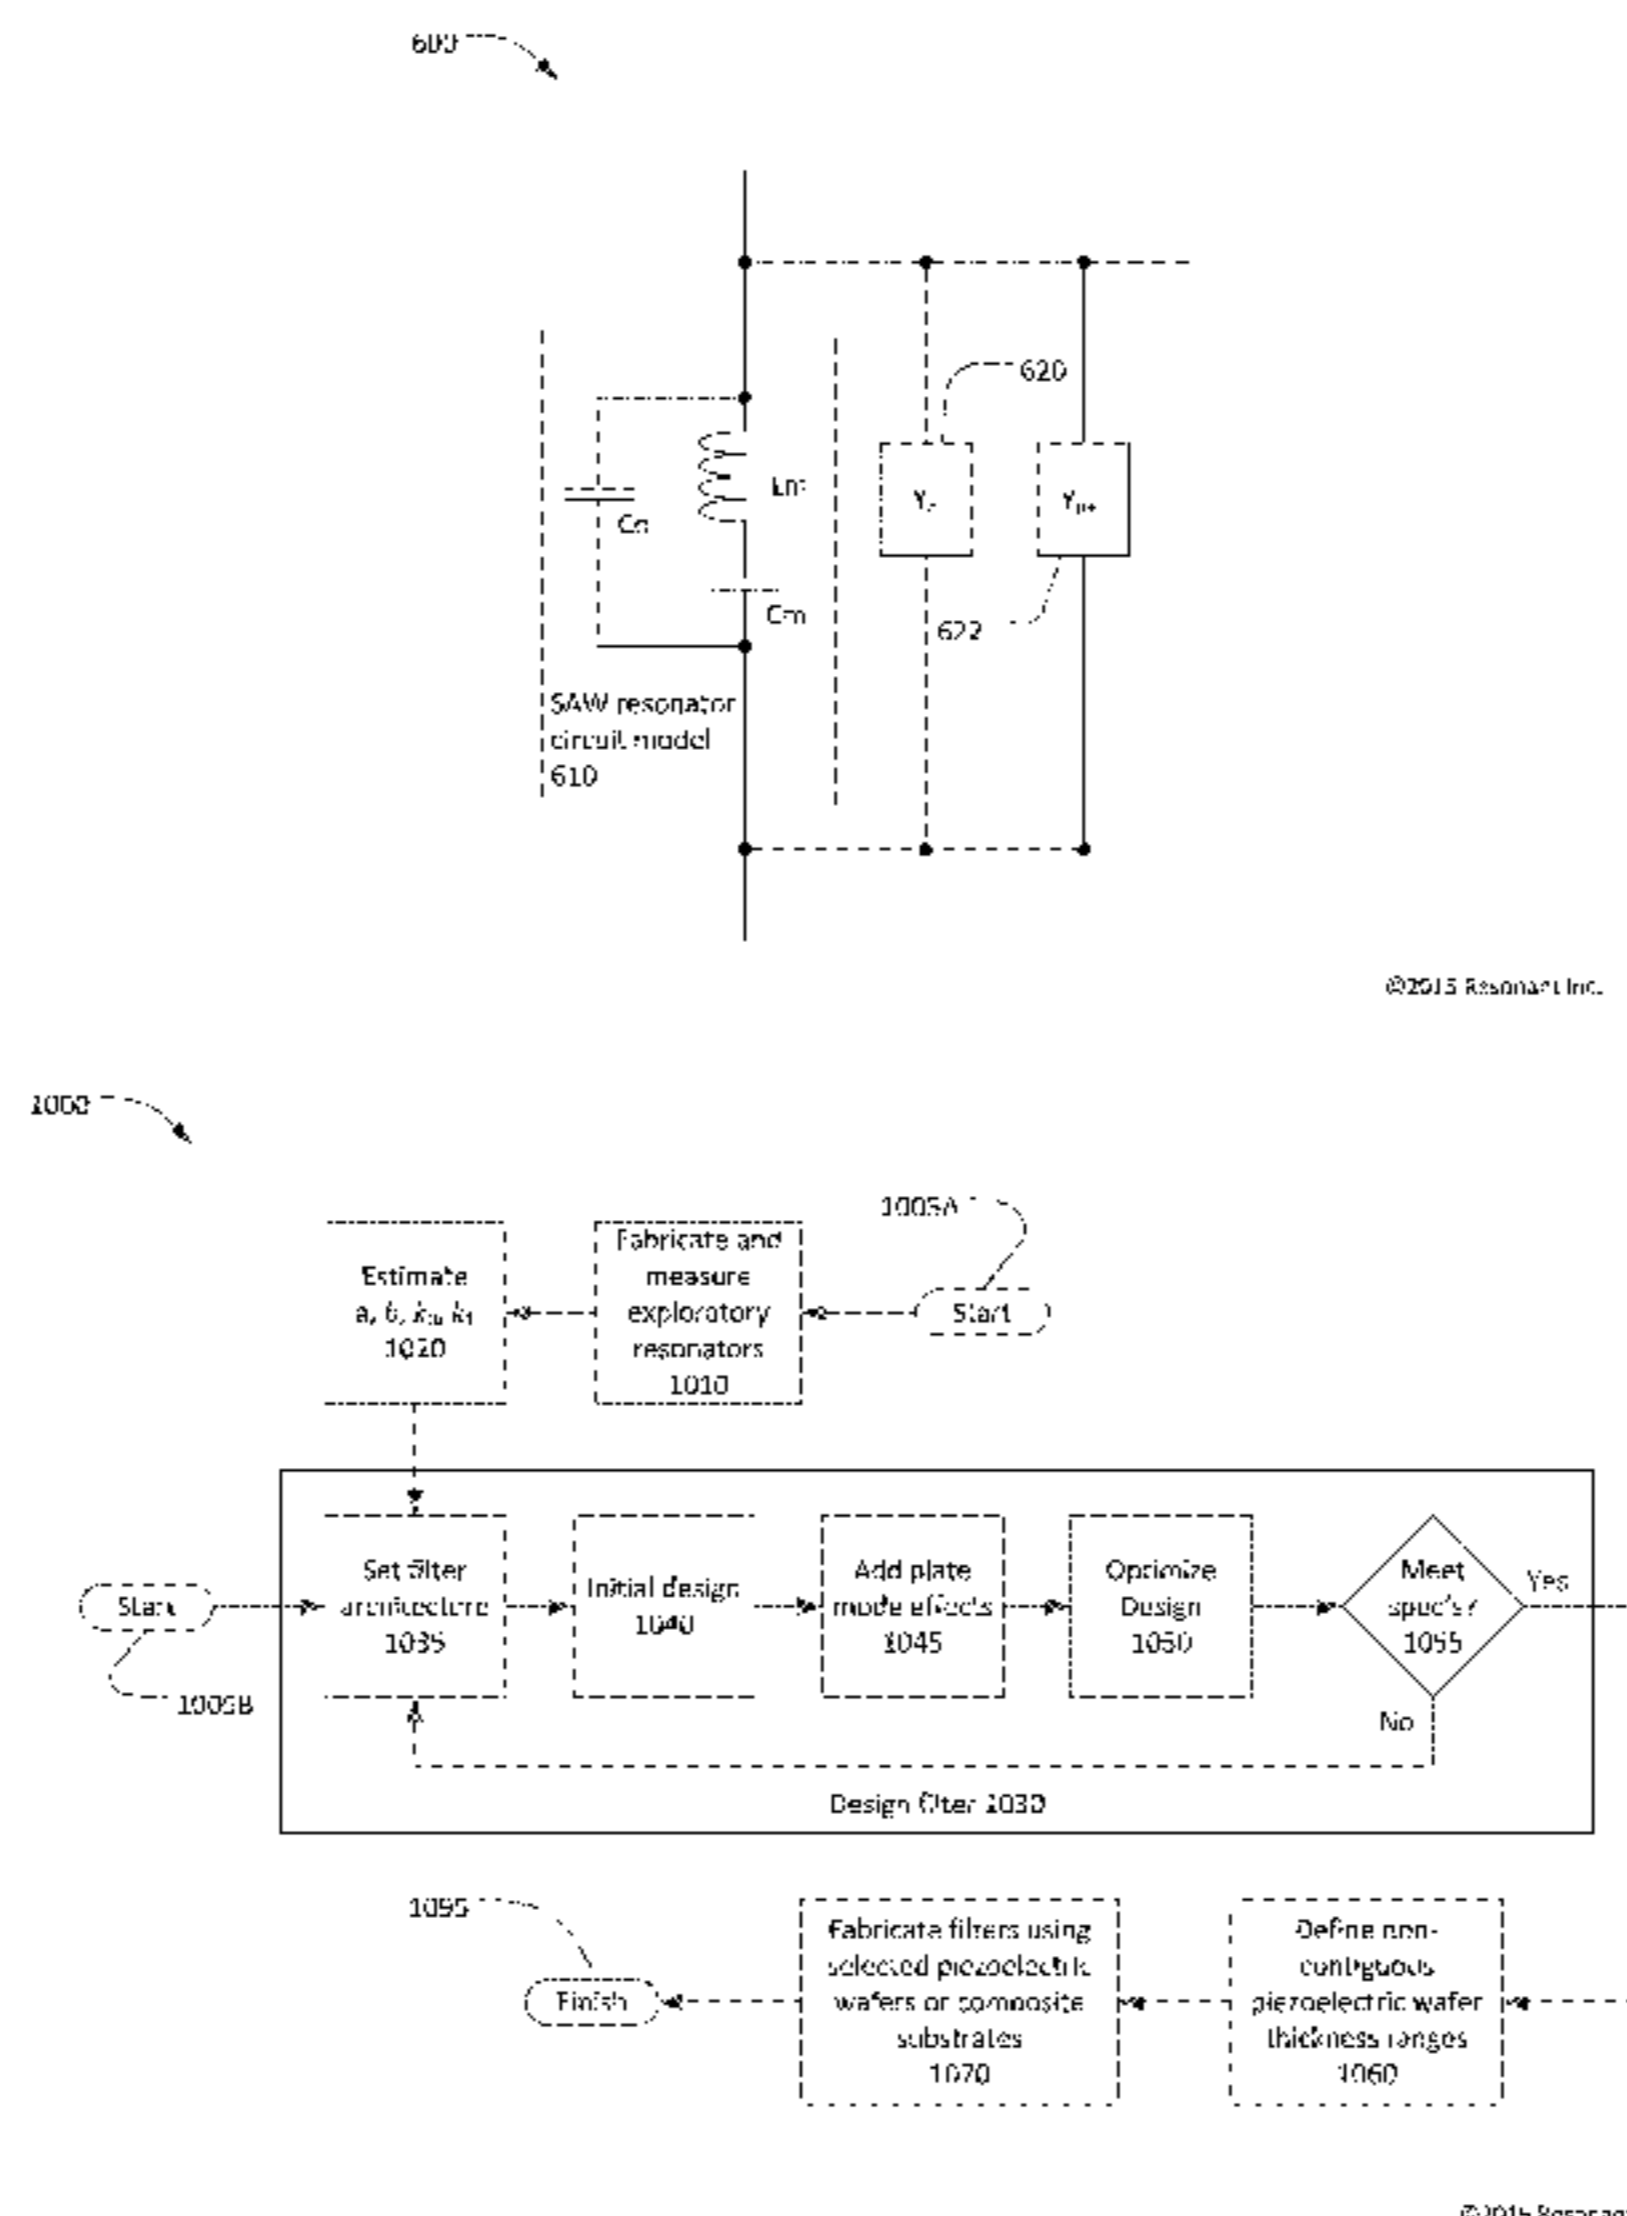 600
620
Lm
C0
Cm
622
SAW resonator
circuit model
610
©2015 Resonant Inc.
1000
1005A
Estimate
a, b, k0, k1
1020
Fabricate and
measure
exploratory
resonators
1010
Start
Start
1005B
Set filter
architecture
1035
Initial design
1040
Add plate
mode effects
1045
Optimize
Design
1050
Meet
spec's?
1055
Yes
No
Design filter 1030
1095
Finish
Fabricate filters using
selected piezoelectric
wafers or composite
substrates
1070
Define non-
contiguous
piezoelectric wafer
thickness ranges
1060